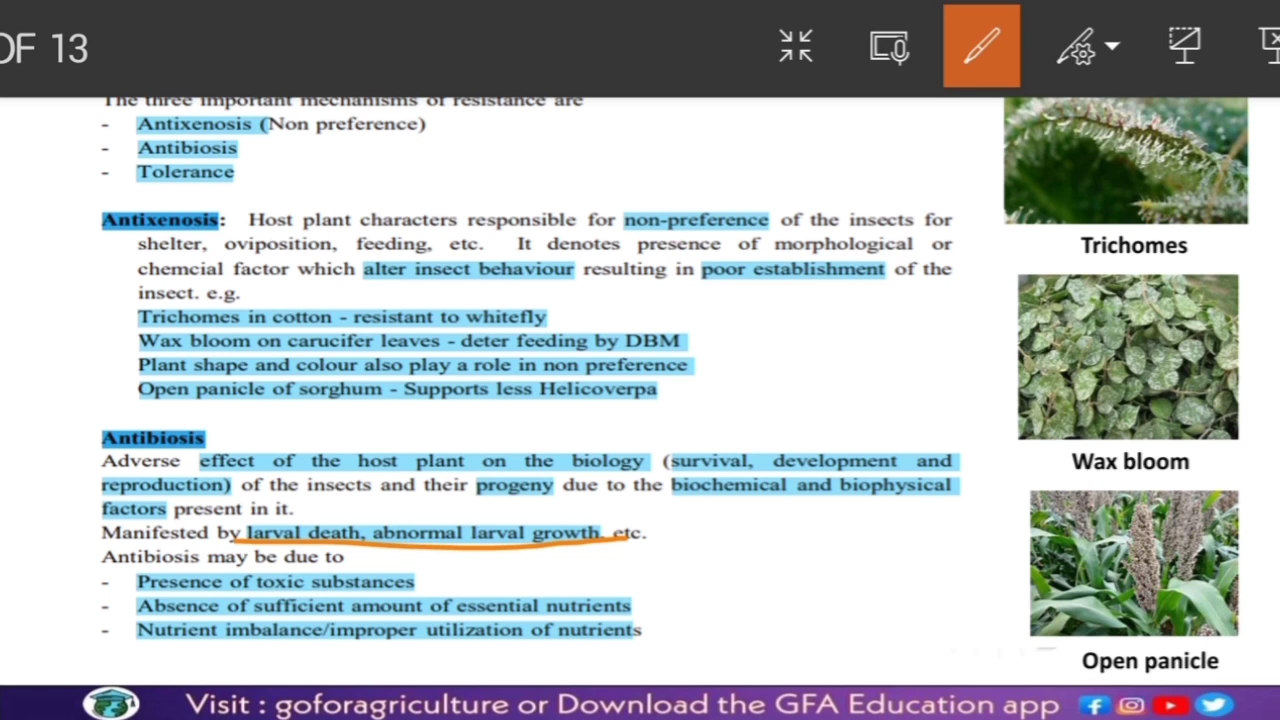 OF 13
The three important mechanisms of resistance are
- Antixenosis (Non preference)
- Antibiosis
- Tolerance
Antixenosis: Host plant characters responsible for non-preference of the insects for
shelter, oviposition, feeding, etc. It denotes presence of morphological or
chemcial factor which alter insect behaviour resulting in poor establishment of the
insect. e.g.
Trichomes in cotton - resistant to whitefly
Wax bloom on carucifer leaves - deter feeding by DBM
Plant shape and colour also play a role in non preference
Open panicle of sorghum - Supports less Helicoverpa
Antibiosis
Adverse effect of the host plant on the biology (survival, development and
reproduction) of the insects and their progeny due to the biochemical and biophysical
factors present in it.
Manifested by larval death, abnormal larval growth, etc.
Antibiosis may be due to
- Presence of toxic substances
- Absence of sufficient amount of essential nutrients
- Nutrient imbalance/improper utilization of nutrients
Trichomes
Wax bloom
Open panicle
Visit : goforagriculture or Download the GFA Education app